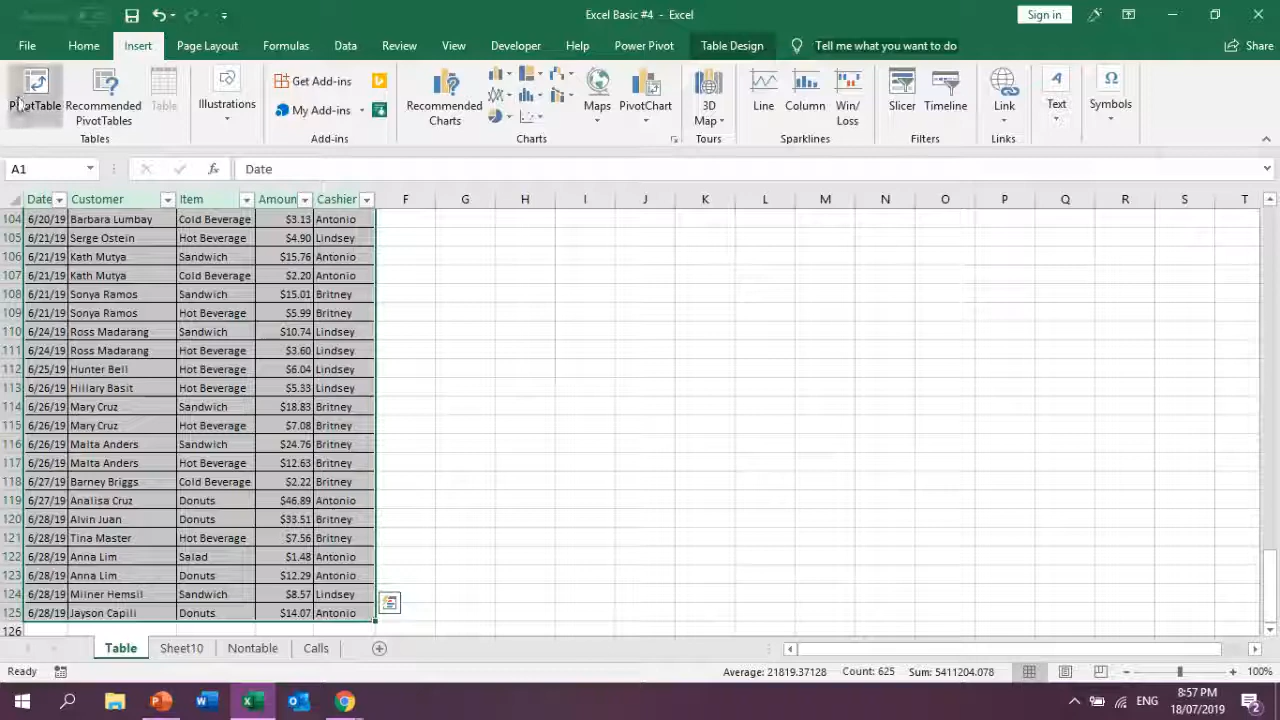 Excel Basic #4 - Excel
Sign in
File Home Insert Page Layout Formulas Data Review View Developer Help Power Pivot Table Design Tell me what you want to do Share
PivotTable
Recommended PivotTables
Table
Illustrations
Get Add-ins
My Add-ins
Recommended Charts
Maps
PivotChart
3D Map
Line
Column
Win/ Loss
Slicer
Timeline
Link
Text
Symbols
Tables Add-ins Charts Tours Sparklines Filters Links
A1 fx Date
Date Customer Item Amoun Cashier F G H I J K L M N O P Q R S T
104 6/20/19 Barbara Lumbay Cold Beverage $3.13 Antonio
105 6/21/19 Serge Ostein Hot Beverage $4.90 Lindsey
106 6/21/19 Kath Mutya Sandwich $15.76 Antonio
107 6/21/19 Kath Mutya Cold Beverage $2.20 Antonio
108 6/21/19 Sonya Ramos Sandwich $15.01 Britney
109 6/21/19 Sonya Ramos Hot Beverage $5.99 Britney
110 6/24/19 Ross Madarang Sandwich $10.74 Lindsey
111 6/24/19 Ross Madarang Hot Beverage $3.60 Lindsey
112 6/25/19 Hunter Bell Hot Beverage $6.04 Lindsey
113 6/26/19 Hillary Basit Hot Beverage $5.33 Lindsey
114 6/26/19 Mary Cruz Sandwich $18.83 Britney
115 6/26/19 Mary Cruz Hot Beverage $7.08 Britney
116 6/26/19 Malta Anders Sandwich $24.76 Britney
117 6/26/19 Malta Anders Hot Beverage $12.63 Britney
118 6/27/19 Barney Briggs Cold Beverage $2.22 Britney
119 6/27/19 Analisa Cruz Donuts $46.89 Antonio
120 6/28/19 Alvin Juan Donuts $33.51 Britney
121 6/28/19 Tina Master Hot Beverage $7.56 Britney
122 6/28/19 Anna Lim Salad $1.48 Antonio
123 6/28/19 Anna Lim Donuts $12.29 Antonio
124 6/28/19 Milner Hemsil Sandwich $8.57 Lindsey
125 6/28/19 Jayson Capili Donuts $14.07 Antonio
126
Table Sheet10 Nontable Calls
Ready Average: 21819.37128 Count: 625 Sum: 5411204.078 100%
ENG
8:57 PM
18/07/2019
2